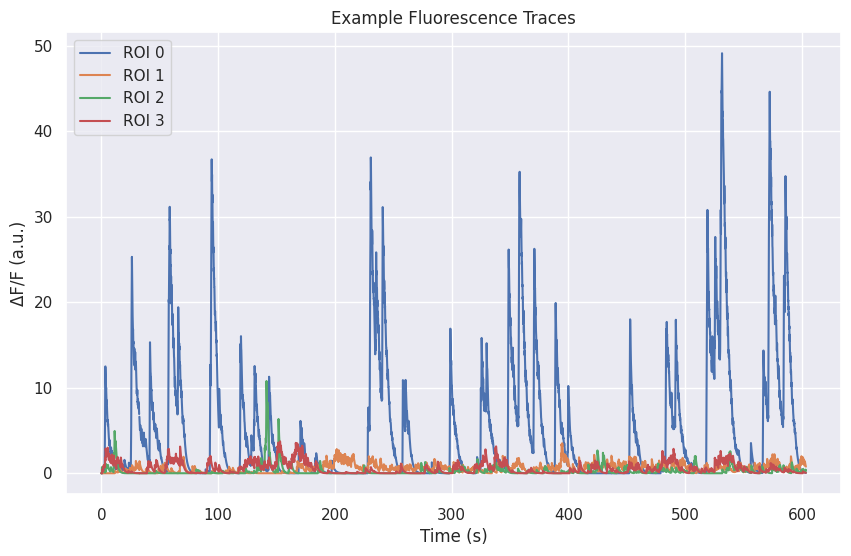 Example Fluorescence Traces
ROI 0
ROI 1
ROI 2
ROI 3
ΔF/F (a.u.)
50
40
30
20
10
0
0 100 200 300 400 500 600
Time (s)